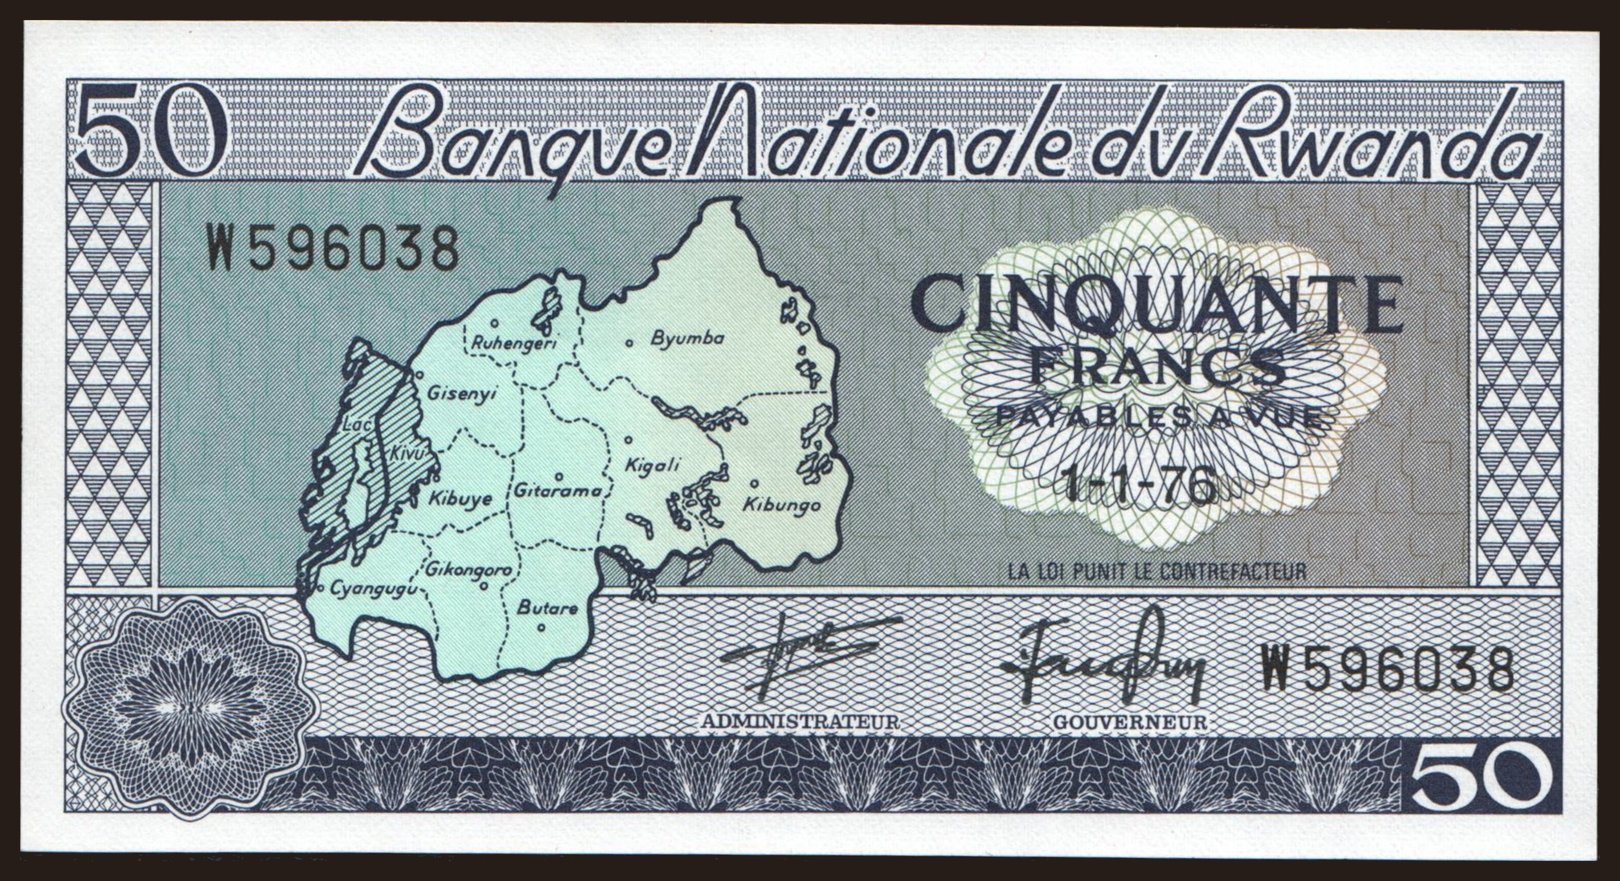 50 Banque Nationale du Rwanda
W596038
CINQUANTE
FRANCS
PAYABLES A VUE
1-1-76
Ruhengeri
Byumba
Gisenyi
Lac
Kivu
Kigali
Kibuye
Gitarama
Kibungo
Gikongoro
Cyangugu
Butare
LA LOI PUNIT LE CONTREFACTEUR
W596038
ADMINISTRATEUR GOUVERNEUR
50